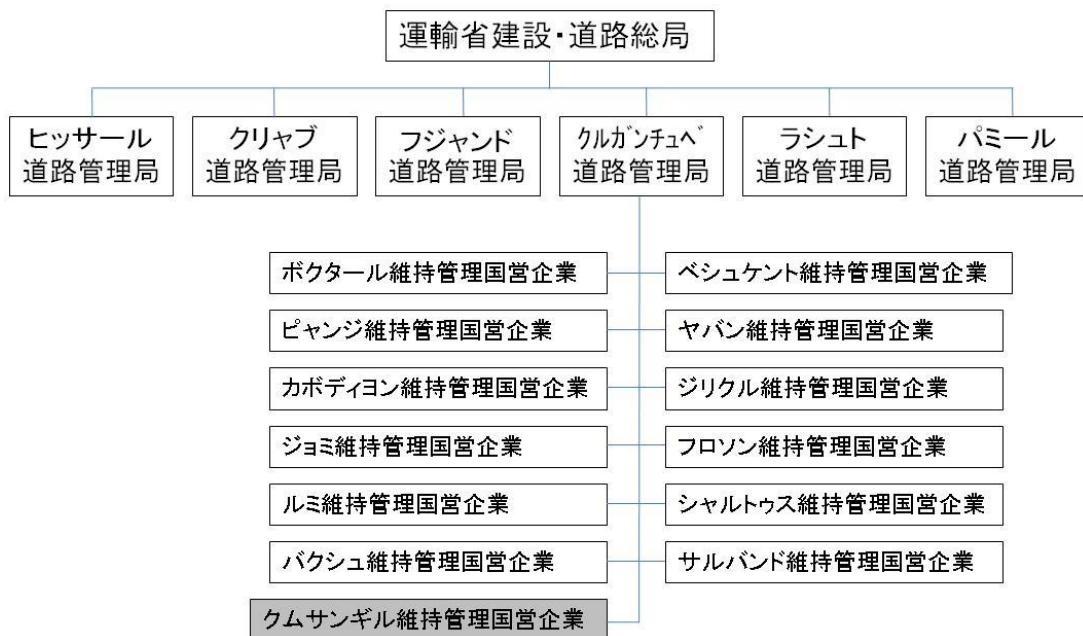 運輸省建設・道路総局
ヒッサール
道路管理局
クリャブ
道路管理局
フジャンド
道路管理局
クルガンチュベ
道路管理局
ラシュト
道路管理局
パミール
道路管理局
ボクタール維持管理国営企業
ベシュケント維持管理国営企業
ピャンジ維持管理国営企業
ヤバン維持管理国営企業
カボディヨン維持管理国営企業
ジリクル維持管理国営企業
ジョミ維持管理国営企業
フロソン維持管理国営企業
ルミ維持管理国営企業
シャルトゥス維持管理国営企業
バクシュ維持管理国営企業
サルバンド維持管理国営企業
クムサンギル維持管理国営企業